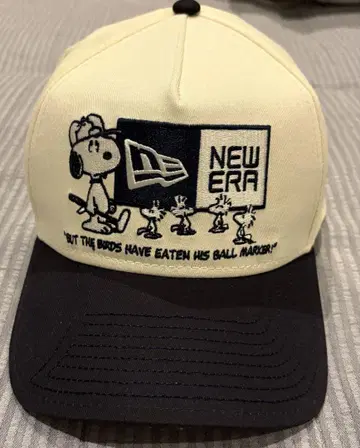 NEW
ERA
"BUT THE BIRDS HAVE EATEN HIS BALL MARKER!"